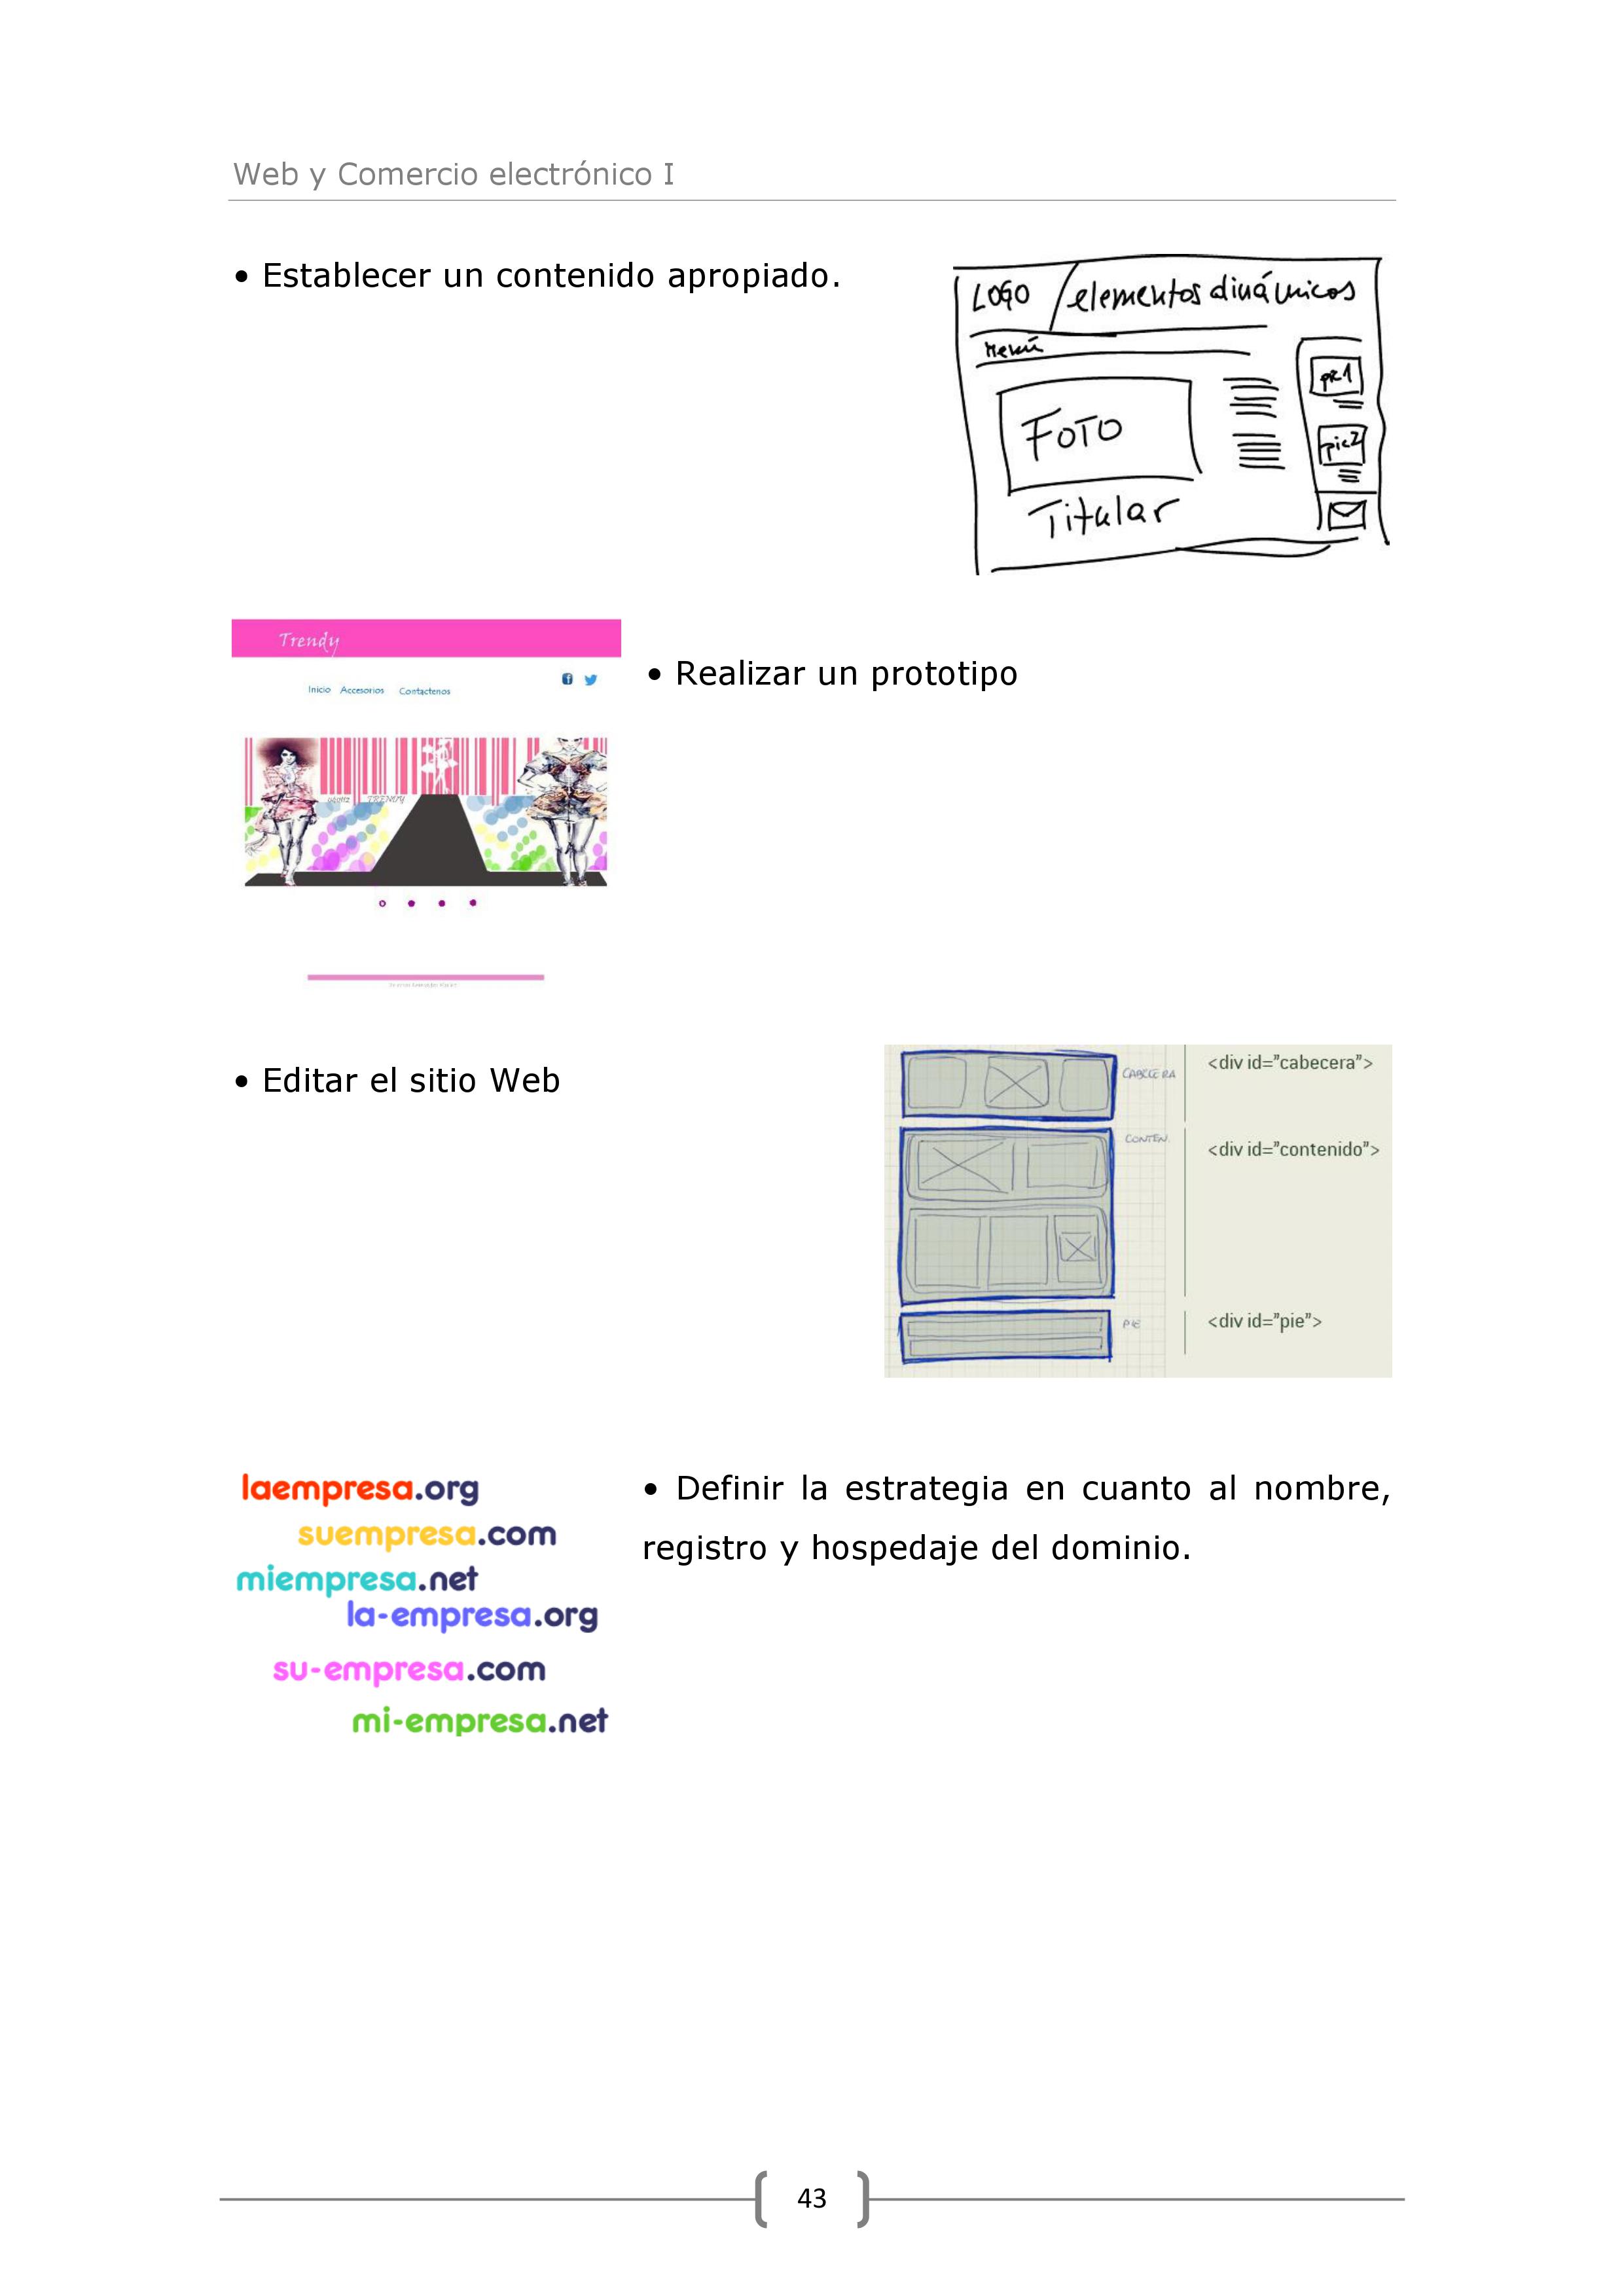 Web y Comercio electrónico I
• Establecer un contenido apropiado.
LOGO
elementos dinámicos
Menú
FOTO
Titular
pic2
Trendy
Inicio Accesorios Contactenos
TRENDY
• Realizar un prototipo
• Editar el sitio Web
CABECERA
<div id="cabecera">
CONTEN.
<div id="contenido">
PIE
<div id="pie">
laempresa.org
suempresa.com
miempresa.net
la-empresa.org
su-empresa.com
mi-empresa.net
• Definir la estrategia en cuanto al nombre,
registro y hospedaje del dominio.
43